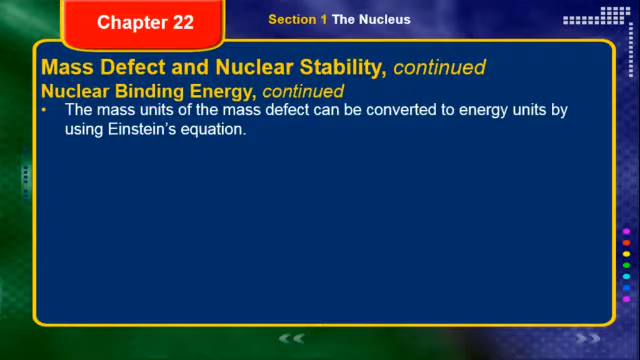 Chapter 22
Section 1 The Nucleus
Mass Defect and Nuclear Stability, continued
Nuclear Binding Energy, continued
• The mass units of the mass defect can be converted to energy units by
using Einstein's equation.